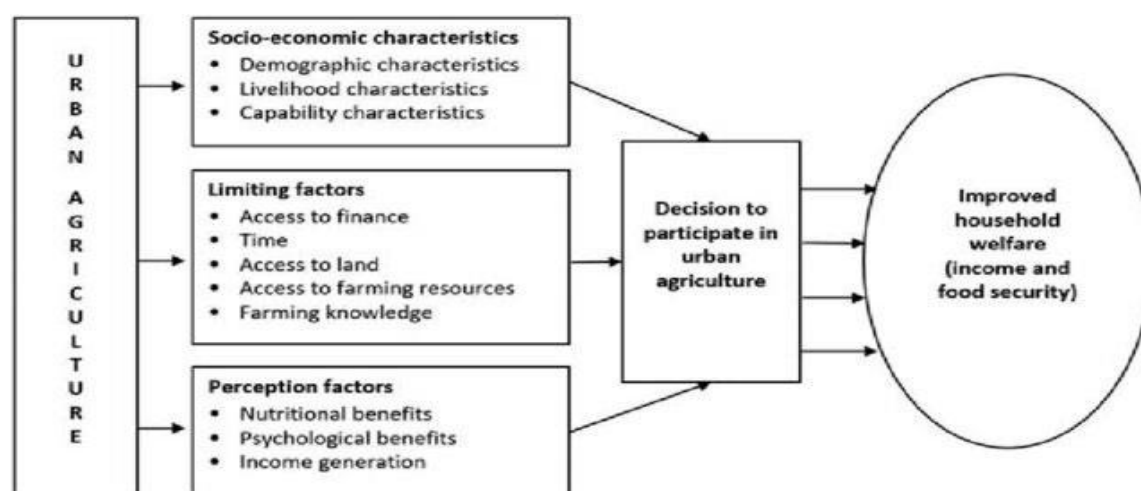 URBAN AGRICULTURE
Socio-economic characteristics
• Demographic characteristics
• Livelihood characteristics
• Capability characteristics
Limiting factors
• Access to finance
• Time
• Access to land
• Access to farming resources
• Farming knowledge
Perception factors
• Nutritional benefits
• Psychological benefits
• Income generation
Decision to
participate in
urban
agriculture
Improved
household
welfare
(income and
food security)